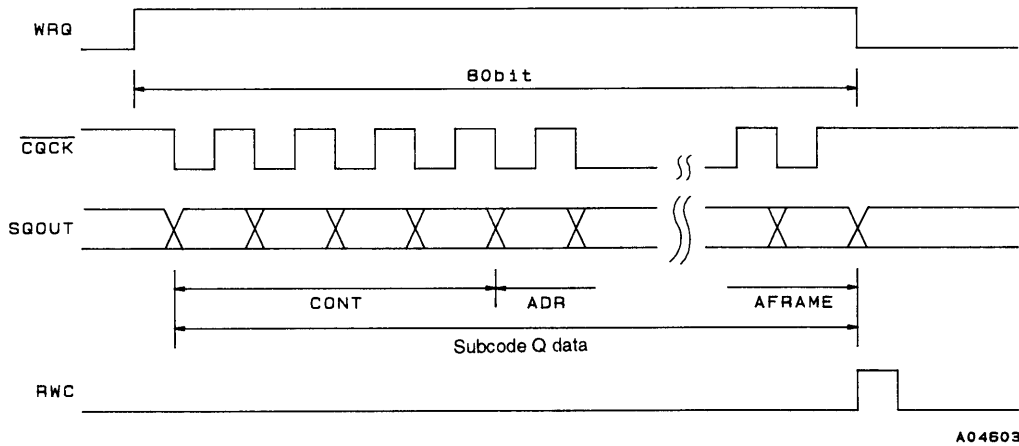 WRQ
80bit
CQCK
SQOUT
CONT
ADR
AFRAME
Subcode Q data
RWC
A04603